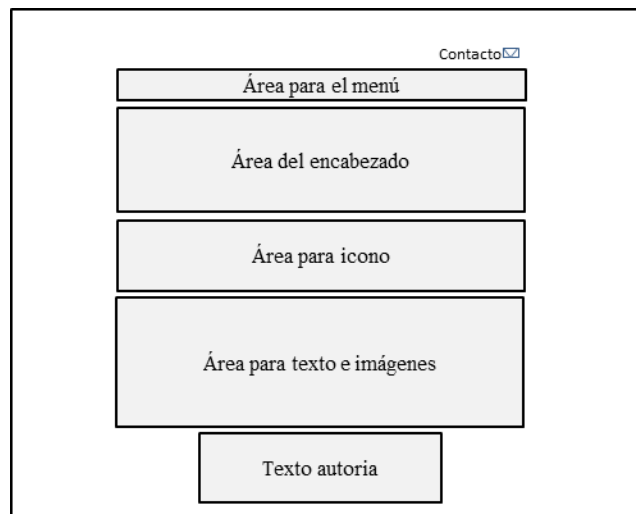 Contacto
Área para el menú
Área del encabezado
Área para icono
Área para texto e imágenes
Texto autoria